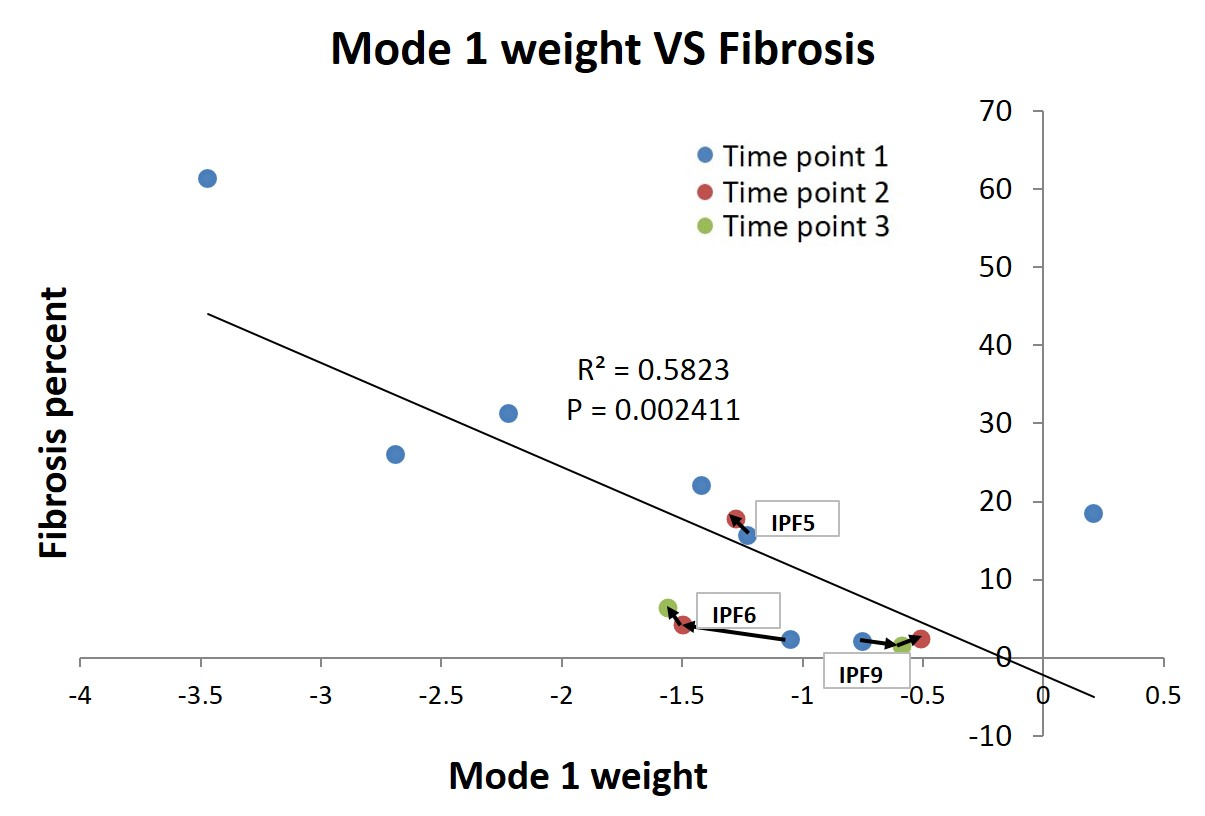 Mode 1 weight VS Fibrosis
70
60
50
40
30
20
10
0
-10
Time point 1
Time point 2
Time point 3
Fibrosis percent
R² = 0.5823
P = 0.002411
IPF5
IPF6
IPF9
-4 -3.5 -3 -2.5 -2 -1.5 -1 -0.5 0 0.5
Mode 1 weight